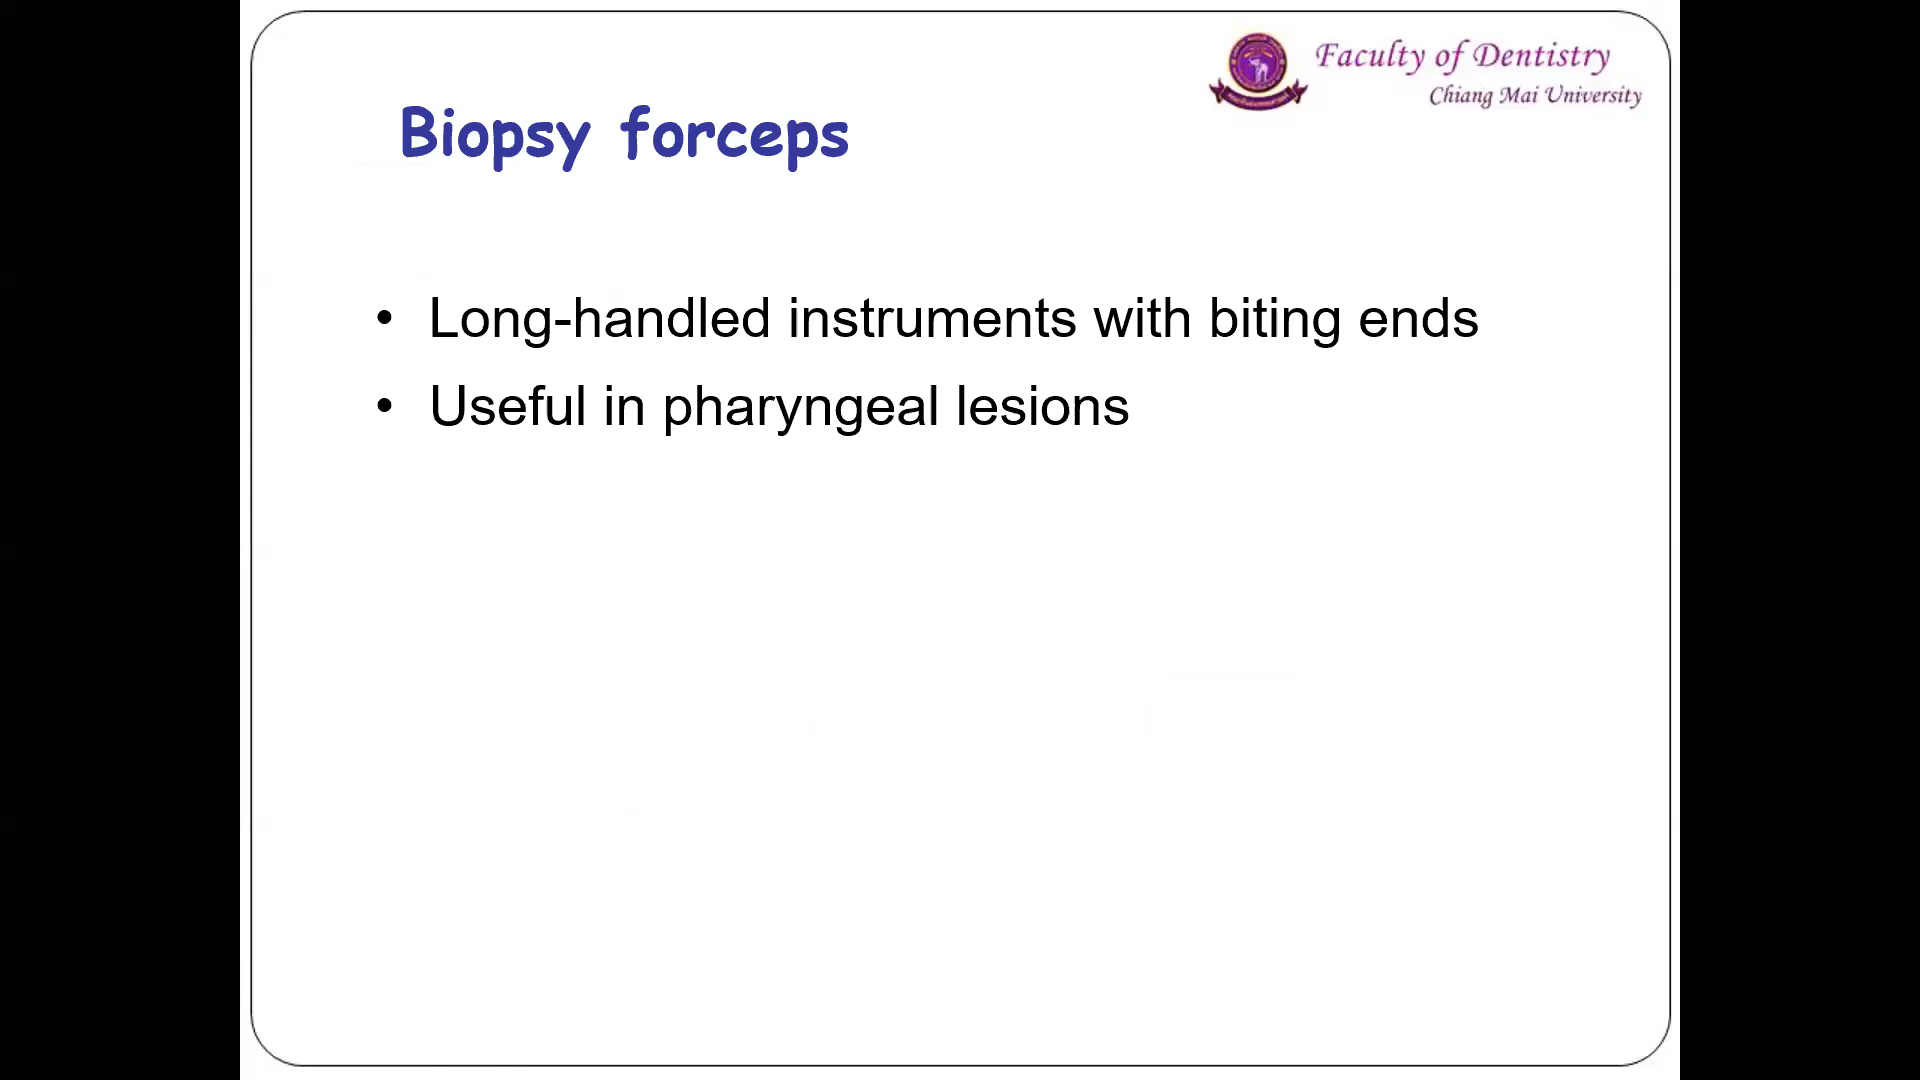 Faculty of Dentistry
Chiang Mai University
Biopsy forceps
• Long-handled instruments with biting ends
• Useful in pharyngeal lesions